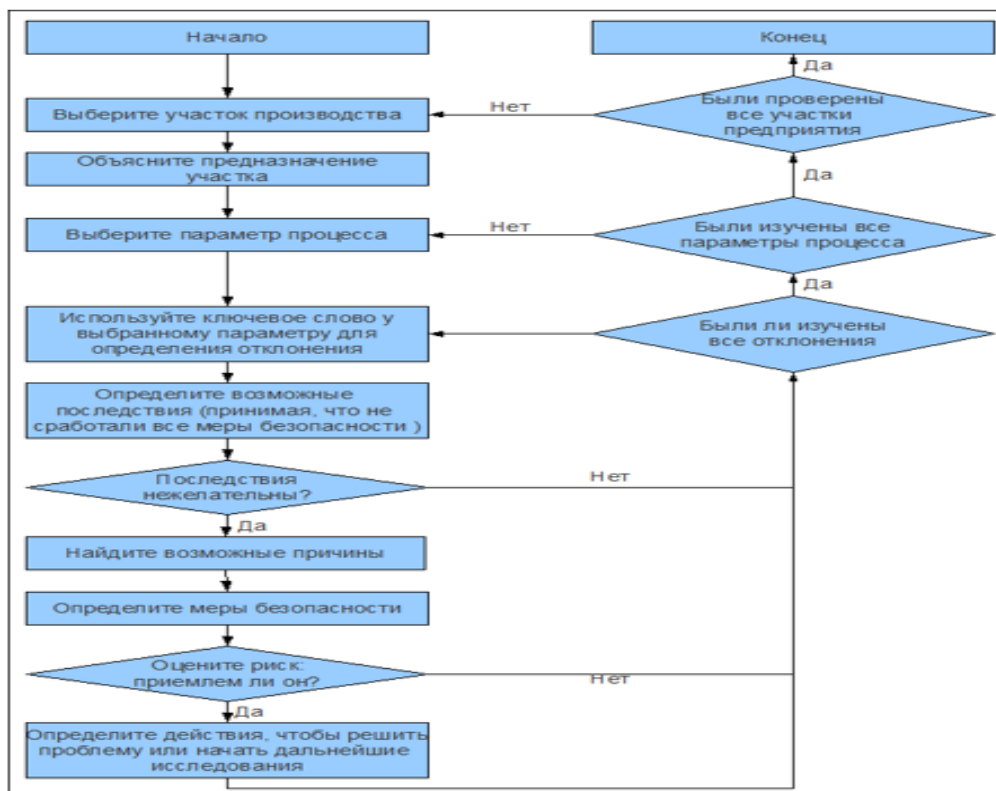 Начало
Выберите участок производства
Объясните предназначение
участка
Выберите параметр процесса
Используйте ключевое слово у
выбранному параметру для
определения отклонения
Определите возможные
последствия (принимая, что не
сработали все меры безопасности )
Последствия
нежелательны?
Нет
Да
Найдите возможные причины
Определите меры безопасности
Оцените риск:
приемлем ли он?
Нет
Да
Определите действия, чтобы решить
проблему или начать дальнейшие
исследования
Конец
Да
Были проверены
все участки
предприятия
Нет
Да
Были изучены все
параметры процесса
Нет
Да
Были ли изучены
все отклонения